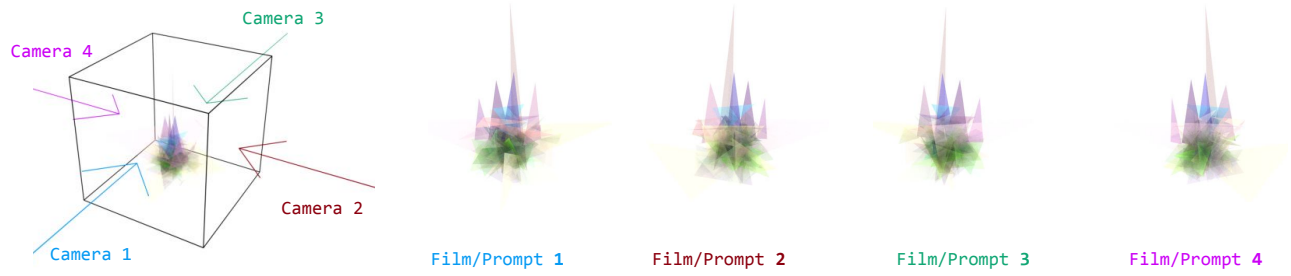 Camera 3
Camera 4
Camera 2
Camera 1
Film/Prompt 1
Film/Prompt 2
Film/Prompt 3
Film/Prompt 4